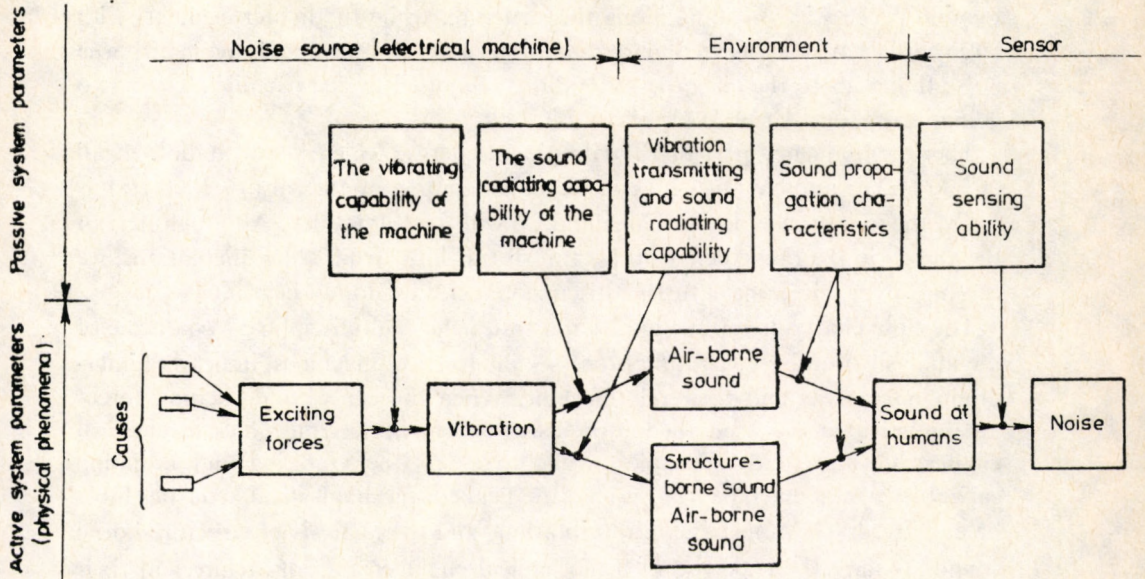 Passive system parameters
Active system parameters
(physical phenomena)
Noise source (electrical machine)
Environment
Sensor
The vibrating
capability of
the machine
The sound
radiating capa-
bility of the
machine
Vibration
transmitting
and sound
radiating
capability
Sound propa-
gation cha-
racteristics
Sound
sensing
ability
Causes
Exciting
forces
Vibration
Air-borne
sound
Structure-
borne sound
Air-borne
sound
Sound at
humans
Noise